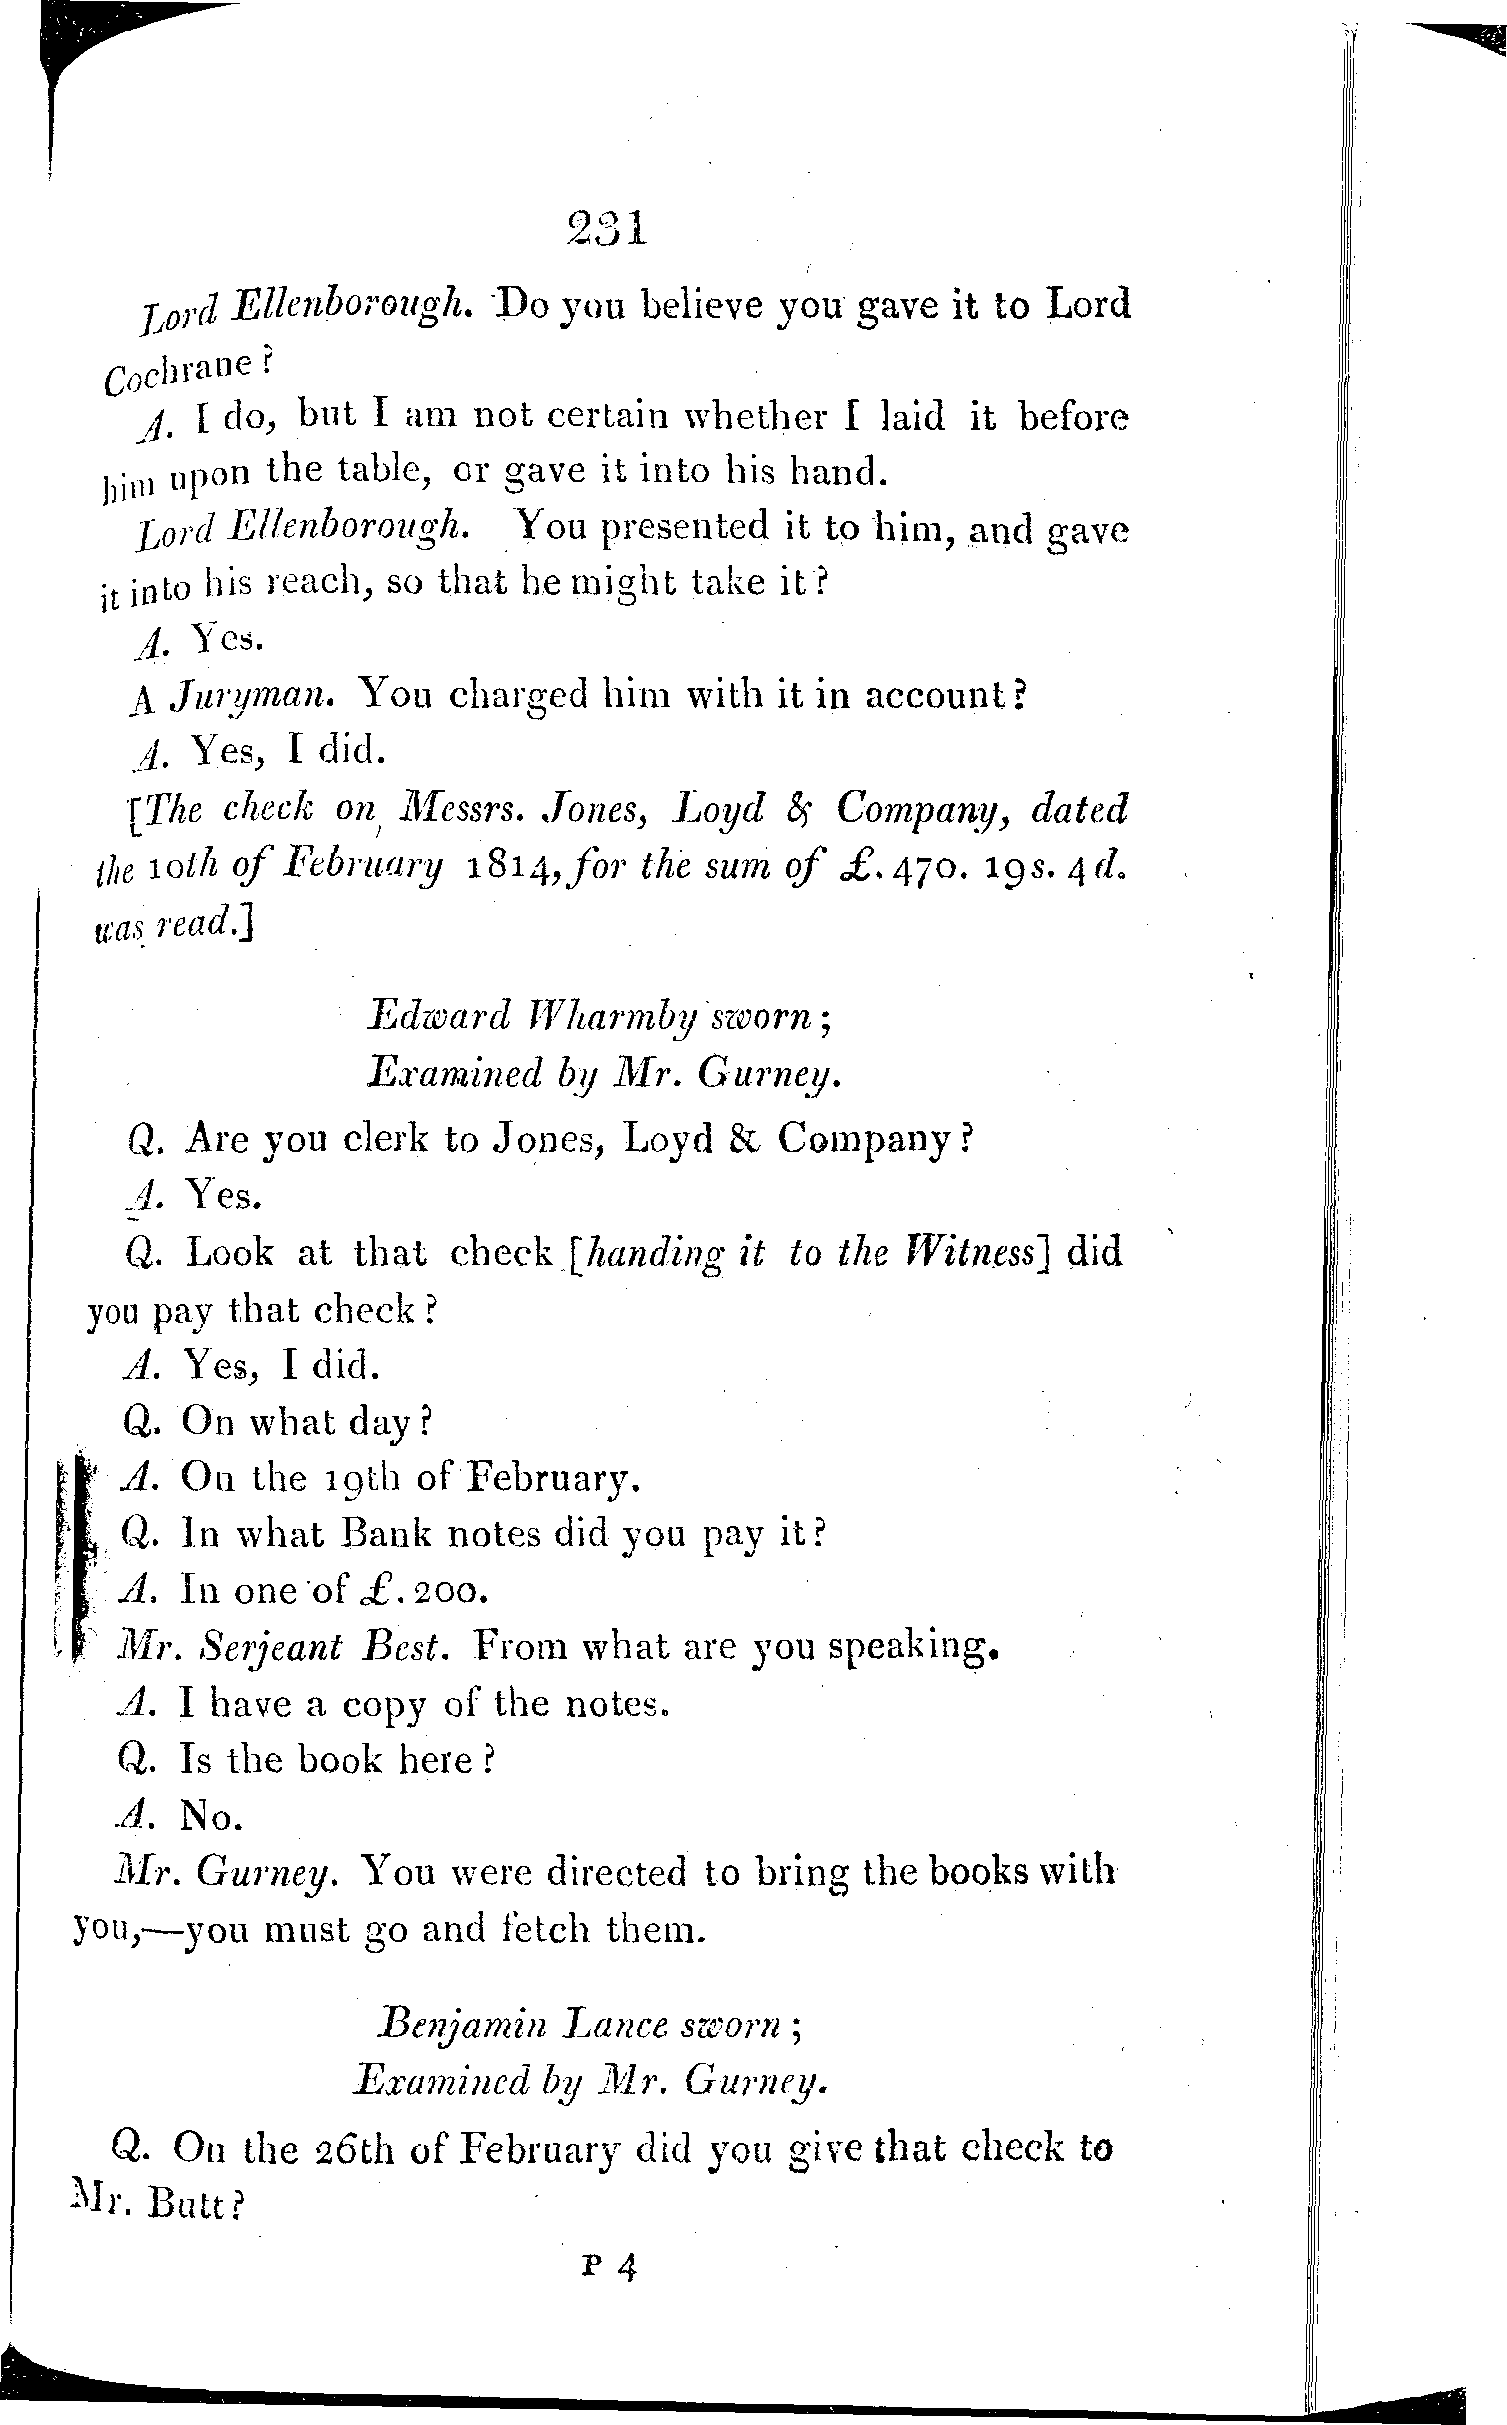 231
Lord Ellenborough. Do you believe you gave it to Lord
Cochrane?
A. I do, but I am not certain whether I laid it before
him upon the table, or gave it into his hand.
Lord Ellenborough. You presented it to him, and gave
it into his reach, so that he might take it?
A. Yes.
A Juryman. You charged him with it in account?
A. Yes, I did.
[The check on Messrs. Jones, Loyd & Company, dated
the 10th of February 1814, for the sum of £.470. 19s. 4d.
was read.]
Edward Wharmby sworn;
Examined by Mr. Gurney.
Q. Are you clerk to Jones, Loyd & Company?
A. Yes.
Q. Look at that check [handing it to the Witness] did
you pay that check?
A. Yes, I did.
Q. On what day?
A. On the 19th of February.
Q. In what Bank notes did you pay it?
A. In one of £.200.
Mr. Serjeant Best. From what are you speaking.
A. I have a copy of the notes.
Q. Is the book here?
A. No.
Mr. Gurney. You were directed to bring the books with
you,—you must go and fetch them.
Benjamin Lance sworn;
Examined by Mr. Gurney.
Q. On the 26th of February did you give that check to
Mr. Butt?
P 4